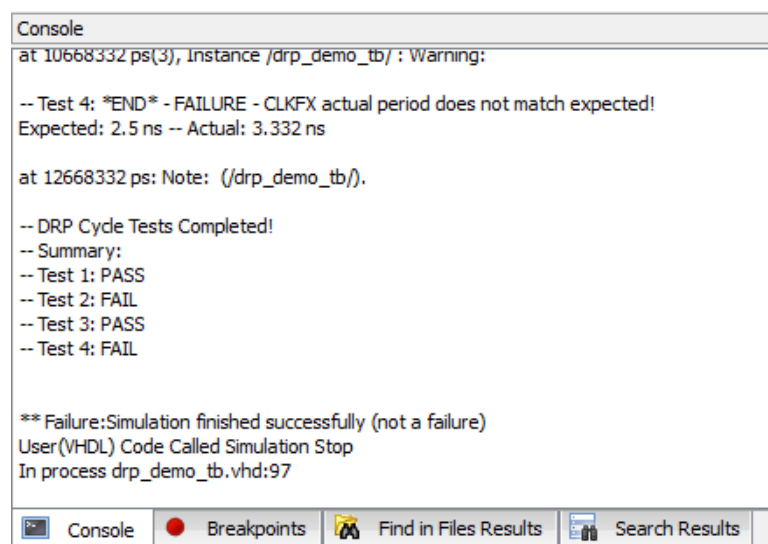 Console
at 10668332 ps(3), Instance /drp_demo_tb/ : Warning:
-- Test 4: *END* - FAILURE - CLKFX actual period does not match expected!
Expected: 2.5 ns -- Actual: 3.332 ns
at 12668332 ps: Note:  (/drp_demo_tb/).
-- DRP Cycle Tests Completed!
-- Summary:
-- Test 1: PASS
-- Test 2: FAIL
-- Test 3: PASS
-- Test 4: FAIL
** Failure:Simulation finished successfully (not a failure)
User(VHDL) Code Called Simulation Stop
In process drp_demo_tb.vhd:97
Console Breakpoints Find in Files Results Search Results